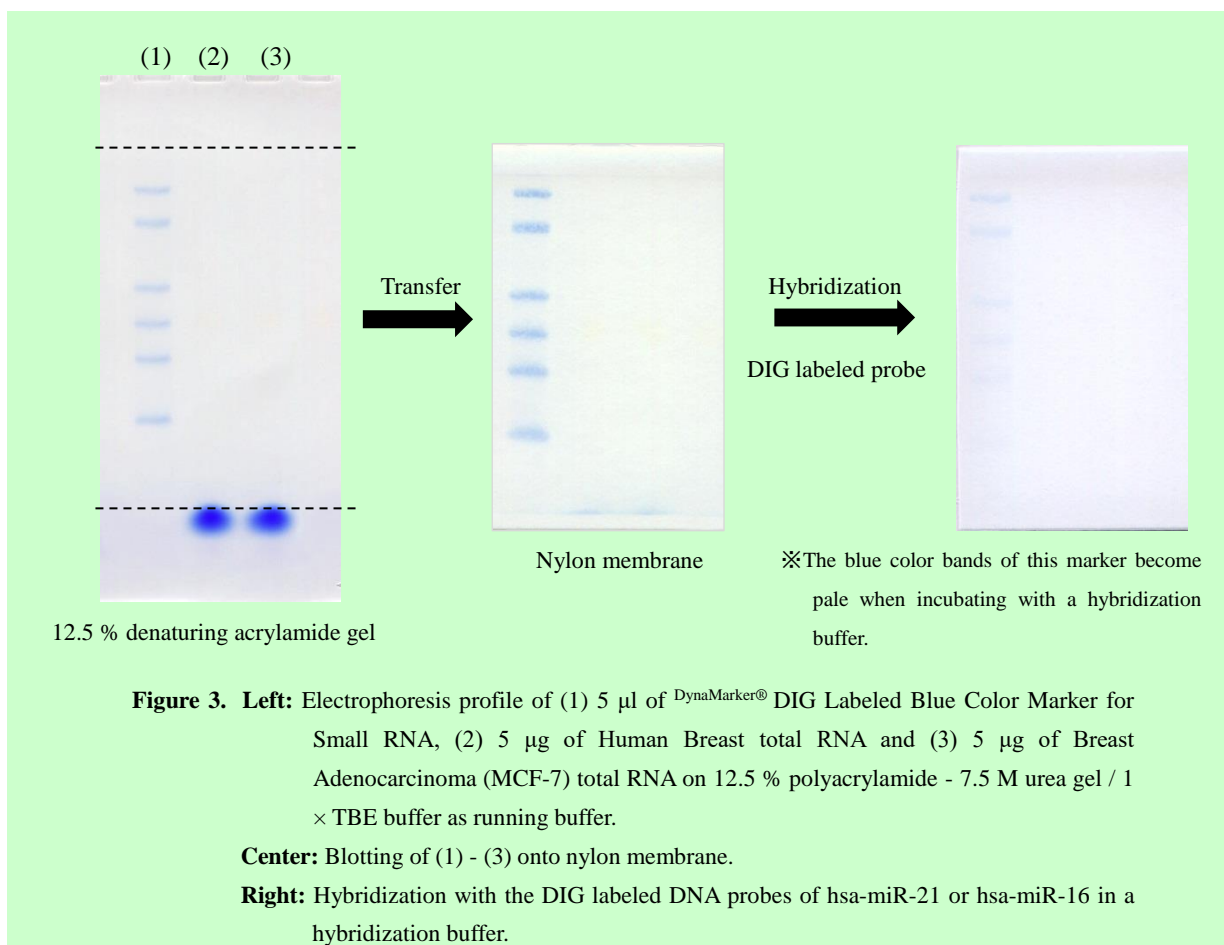 (1) (2) (3)
Transfer
Hybridization
DIG labeled probe
Nylon membrane
12.5 % denaturing acrylamide gel
※The blue color bands of this marker become
pale when incubating with a hybridization
buffer.
Figure 3. Left: Electrophoresis profile of (1) 5 μl of DynaMarker® DIG Labeled Blue Color Marker for
Small RNA, (2) 5 μg of Human Breast total RNA and (3) 5 μg of Breast
Adenocarcinoma (MCF-7) total RNA on 12.5 % polyacrylamide - 7.5 M urea gel / 1
× TBE buffer as running buffer.
Center: Blotting of (1) - (3) onto nylon membrane.
Right: Hybridization with the DIG labeled DNA probes of hsa-miR-21 or hsa-miR-16 in a
hybridization buffer.